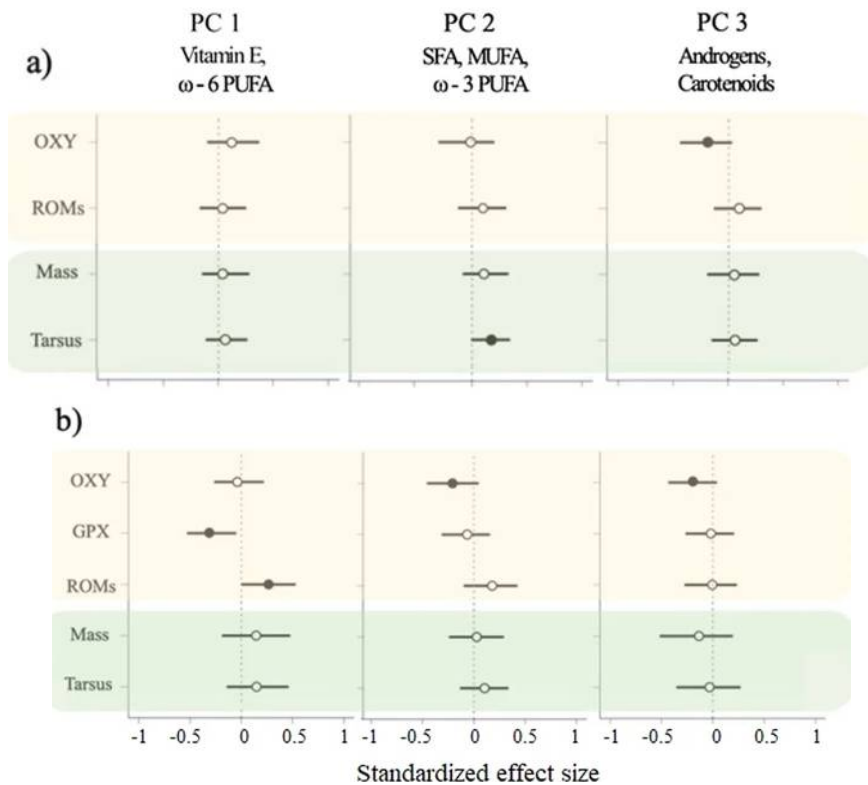 PC 1 PC 2 PC 3
Vitamin E, SFA, MUFA, Androgens,
ω - 6 PUFA ω - 3 PUFA Carotenoids
a)
OXY
ROMs
Mass
Tarsus
b)
OXY
GPX
ROMs
Mass
Tarsus
-1 -0.5 0 0.5 1 -1 -0.5 0 0.5 1 -1 -0.5 0 0.5 1
Standardized effect size